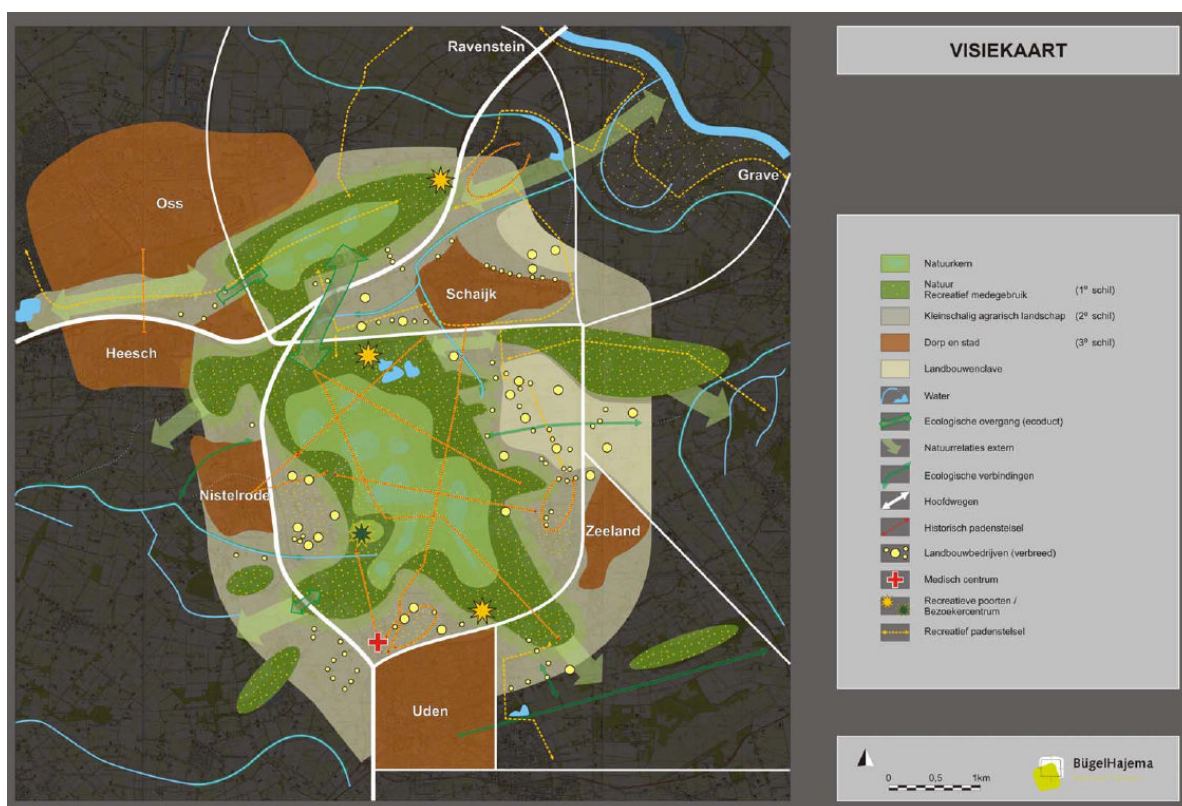 VISIEKAART
Ravenstein
Grave
Oss
Schaijk
Heesch
Nistelrode
Zeeland
Uden
Natuurkern
Natuur
Recreatief medegebruik (1e schil)
Kleinschalig agrarisch landschap (2e schil)
Dorp en stad (3e schil)
Landbouwenclave
Water
Ecologische overgang (ecoduct)
Natuurrelaties extern
Ecologische verbindingen
Hoofdwegen
Historisch padenstelsel
Landbouwbedrijven (verbreed)
Medisch centrum
Recreatieve poorten /
Bezoekercentrum
Recreatief padenstelsel
0 0,5 1km
BügelHajema